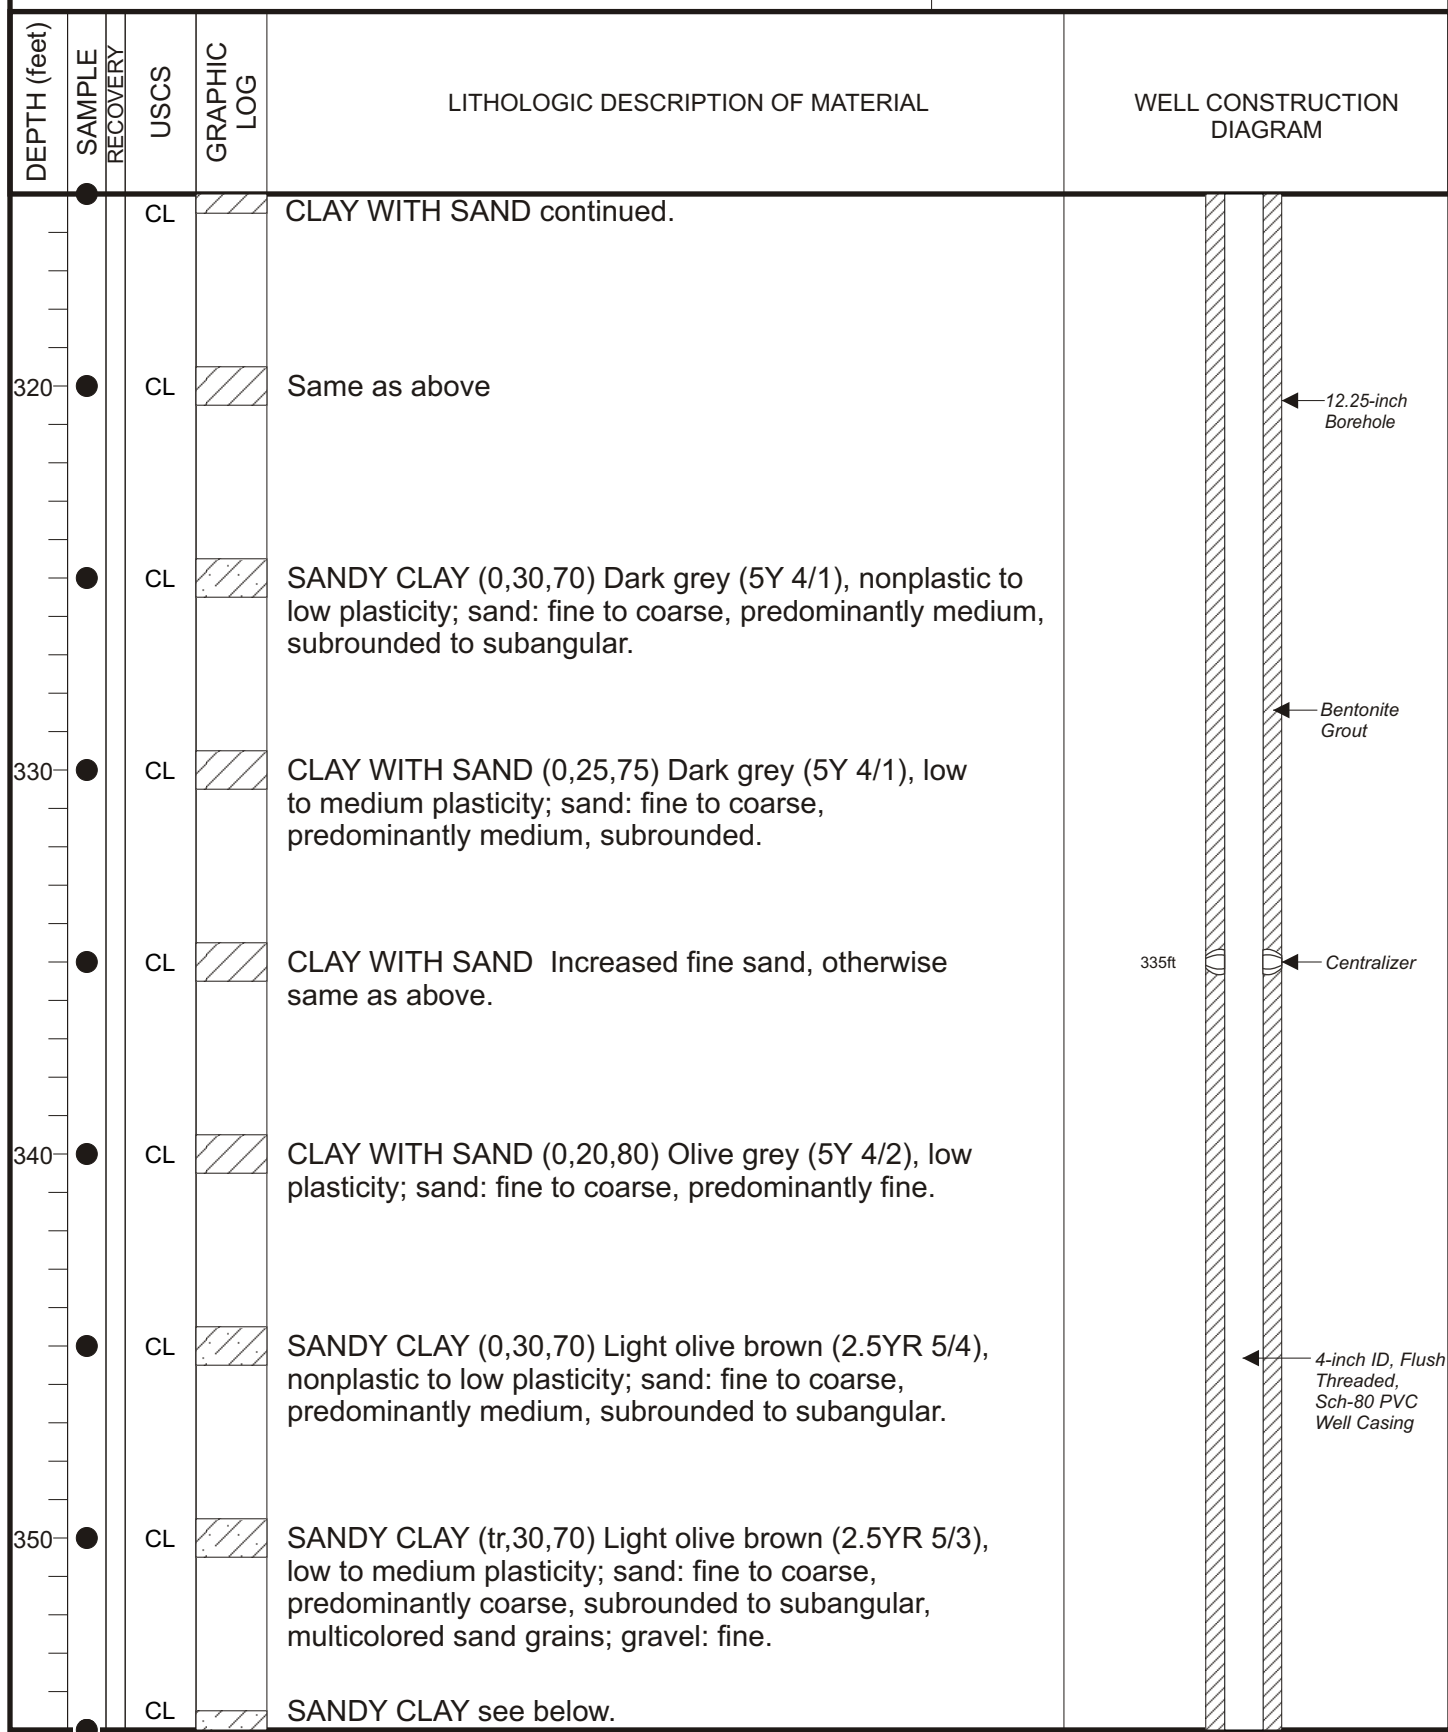 DEPTH (feet)
SAMPLE
RECOVERY
USCS
GRAPHIC
LOG
LITHOLOGIC DESCRIPTION OF MATERIAL
WELL CONSTRUCTION
DIAGRAM
CL
CLAY WITH SAND continued.
320
CL
Same as above
12.25-inch
Borehole
CL
SANDY CLAY (0,30,70) Dark grey (5Y 4/1), nonplastic to
low plasticity; sand: fine to coarse, predominantly medium,
subrounded to subangular.
Bentonite
Grout
330
CL
CLAY WITH SAND (0,25,75) Dark grey (5Y 4/1), low
to medium plasticity; sand: fine to coarse,
predominantly medium, subrounded.
CL
CLAY WITH SAND  Increased fine sand, otherwise
same as above.
335ft
Centralizer
340
CL
CLAY WITH SAND (0,20,80) Olive grey (5Y 4/2), low
plasticity; sand: fine to coarse, predominantly fine.
CL
SANDY CLAY (0,30,70) Light olive brown (2.5YR 5/4),
nonplastic to low plasticity; sand: fine to coarse,
predominantly medium, subrounded to subangular.
4-inch ID, Flush
Threaded,
Sch-80 PVC
Well Casing
350
CL
SANDY CLAY (tr,30,70) Light olive brown (2.5YR 5/3),
low to medium plasticity; sand: fine to coarse,
predominantly coarse, subrounded to subangular,
multicolored sand grains; gravel: fine.
CL
SANDY CLAY see below.